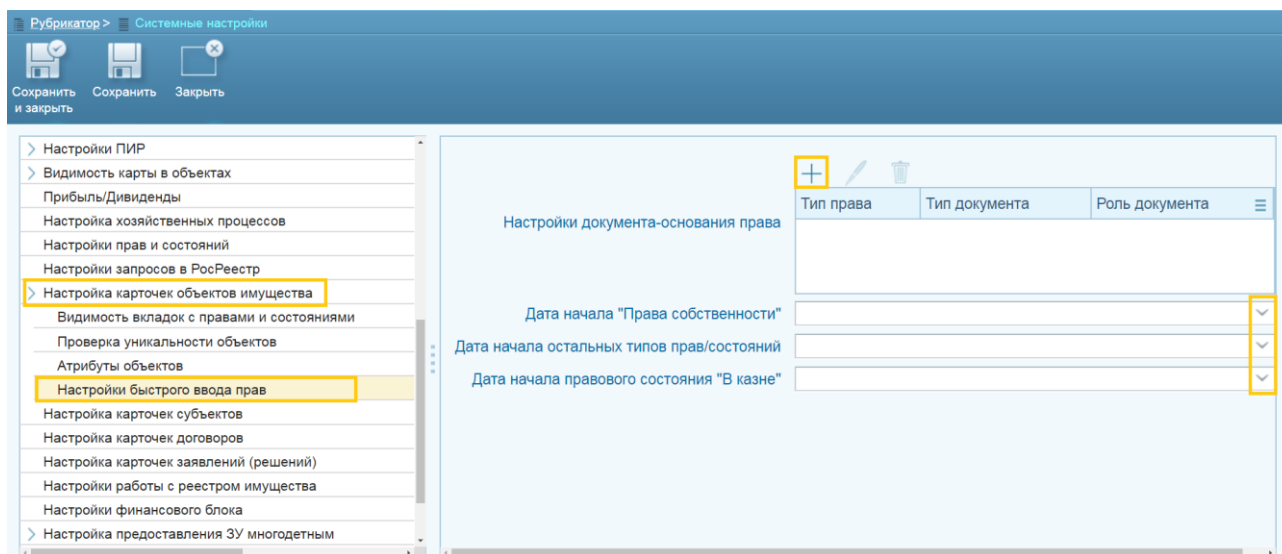 Рубрикатор > Системные настройки
Сохранить и закрыть
Сохранить
Закрыть
Настройки ПИР
Видимость карты в объектах
Прибыль/Дивиденды
Настройка хозяйственных процессов
Настройки прав и состояний
Настройки запросов в РосРеестр
Настройка карточек объектов имущества
Видимость вкладок с правами и состояниями
Проверка уникальности объектов
Атрибуты объектов
Настройки быстрого ввода прав
Настройка карточек субъектов
Настройка карточек договоров
Настройка карточек заявлений (решений)
Настройки работы с реестром имущества
Настройки финансового блока
Настройка предоставления ЗУ многодетным
Настройки документа-основания права
Тип права Тип документа Роль документа
Дата начала "Права собственности"
Дата начала остальных типов прав/состояний
Дата начала правового состояния "В казне"